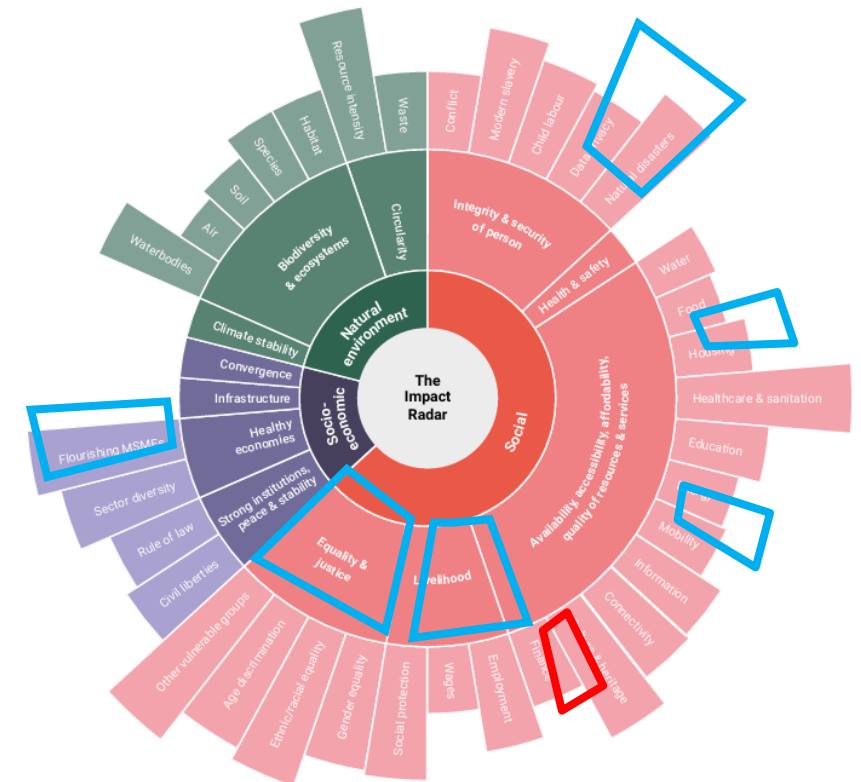 The
Impact
Radar
Natural
environment
Social
Socio-
economic
Circularity
Biodiversity
& ecosystems
Climate stability
Convergence
Infrastructure
Healthy
economies
Strong institutions,
peace & stability
Equality &
justice
Livelihood
Availability, accessibility, affordability,
quality of resources & services
Health & safety
Integrity & security
of person
Waste
Resource intensity
Habitat
Species
Soil
Air
Waterbodies
Flourishing MSMEs
Sector diversity
Rule of law
Civil liberties
Other vulnerable groups
Age discrimination
Ethnic/racial equality
Gender equality
Social protection
Wages
Employment
Finance
& heritage
Connectivity
Information
Mobility
Education
Healthcare & sanitation
Housing
Food
Water
Natural disasters
Data privacy
Child labour
Modern slavery
Conflict